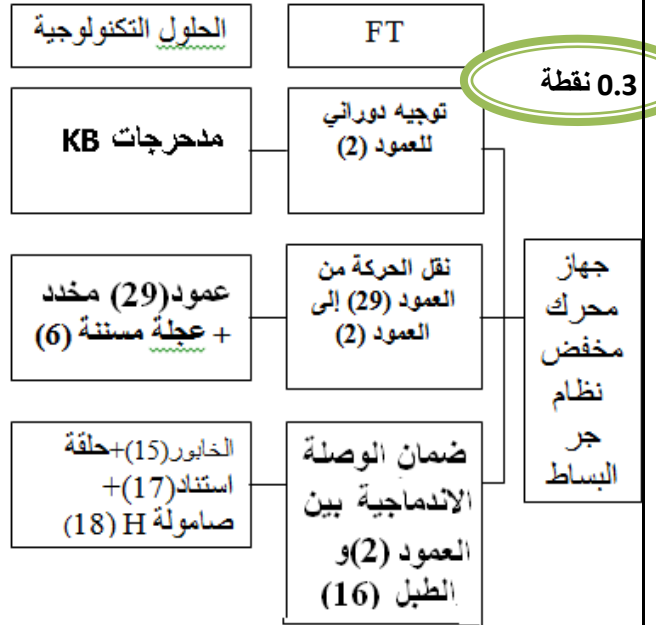 الحلول التكنولوجية
FT
0.3 نقطة
مدحرجات KB
توجيه دوراني
للعمود (2)
عمود(29) مخدد
+ عجلة مسننة (6)
نقل الحركة من
العمود (29) إلى
العمود (2)
جهاز
محرك
مخفض
نظام
جر
البساط
الخابور(15)+حلقة
استناد(17)+
صامولة H (18)
ضمان الوصلة
الاندماجية بين
العمود (2)و
الطبل (16)